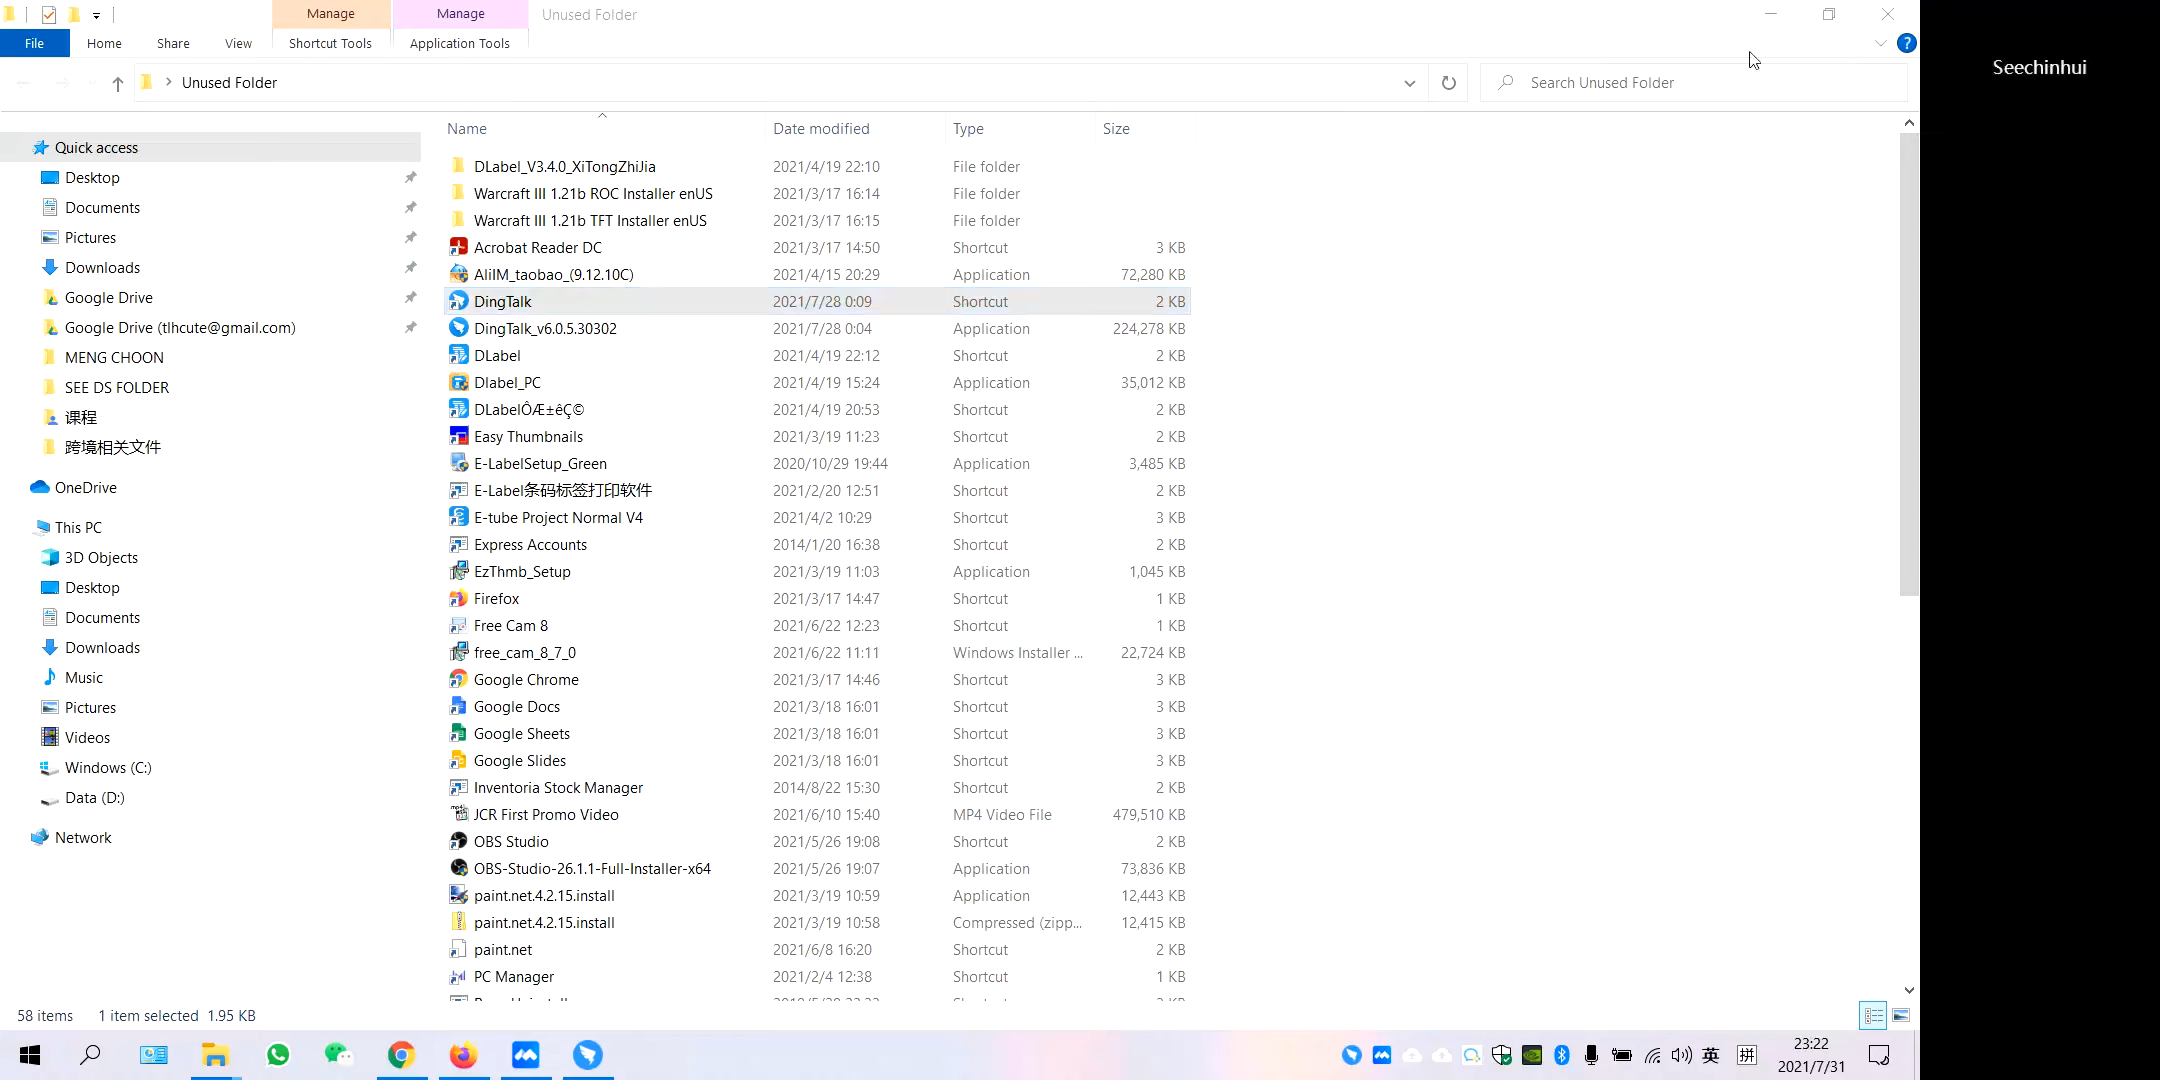 Manage
Manage
Unused Folder
File
Home
Share
View
Shortcut Tools
Application Tools
Unused Folder
Search Unused Folder
Seechinhui
Name
Date modified
Type
Size
Quick access
Desktop
Documents
Pictures
Downloads
Google Drive
Google Drive (tlhcute@gmail.com)
MENG CHOON
SEE DS FOLDER
课程
跨境相关文件
OneDrive
This PC
3D Objects
Desktop
Documents
Downloads
Music
Pictures
Videos
Windows (C:)
Data (D:)
Network
DLabel_V3.4.0_XiTongZhiJia 2021/4/19 22:10 File folder
Warcraft III 1.21b ROC Installer enUS 2021/3/17 16:14 File folder
Warcraft III 1.21b TFT Installer enUS 2021/3/17 16:15 File folder
Acrobat Reader DC 2021/3/17 14:50 Shortcut 3 KB
AliIM_taobao_(9.12.10C) 2021/4/15 20:29 Application 72,280 KB
DingTalk 2021/7/28 0:09 Shortcut 2 KB
DingTalk_v6.0.5.30302 2021/7/28 0:04 Application 224,278 KB
DLabel 2021/4/19 22:12 Shortcut 2 KB
Dlabel_PC 2021/4/19 15:24 Application 35,012 KB
DLabelÔÆ±êÇ© 2021/4/19 20:53 Shortcut 2 KB
Easy Thumbnails 2021/3/19 11:23 Shortcut 2 KB
E-LabelSetup_Green 2020/10/29 19:44 Application 3,485 KB
E-Label条码标签打印软件 2021/2/20 12:51 Shortcut 2 KB
E-tube Project Normal V4 2021/4/2 10:29 Shortcut 3 KB
Express Accounts 2014/1/20 16:38 Shortcut 2 KB
EzThmb_Setup 2021/3/19 11:03 Application 1,045 KB
Firefox 2021/3/17 14:47 Shortcut 1 KB
Free Cam 8 2021/6/22 12:23 Shortcut 1 KB
free_cam_8_7_0 2021/6/22 11:11 Windows Installer ... 22,724 KB
Google Chrome 2021/3/17 14:46 Shortcut 3 KB
Google Docs 2021/3/18 16:01 Shortcut 3 KB
Google Sheets 2021/3/18 16:01 Shortcut 3 KB
Google Slides 2021/3/18 16:01 Shortcut 3 KB
Inventoria Stock Manager 2014/8/22 15:30 Shortcut 2 KB
JCR First Promo Video 2021/6/10 15:40 MP4 Video File 479,510 KB
OBS Studio 2021/5/26 19:08 Shortcut 2 KB
OBS-Studio-26.1.1-Full-Installer-x64 2021/5/26 19:07 Application 73,836 KB
paint.net.4.2.15.install 2021/3/19 10:59 Application 12,443 KB
paint.net.4.2.15.install 2021/3/19 10:58 Compressed (zipp... 12,415 KB
paint.net 2021/6/8 16:20 Shortcut 2 KB
PC Manager 2021/2/4 12:38 Shortcut 1 KB
58 items
1 item selected 1.95 KB
英
拼
23:22
2021/7/31